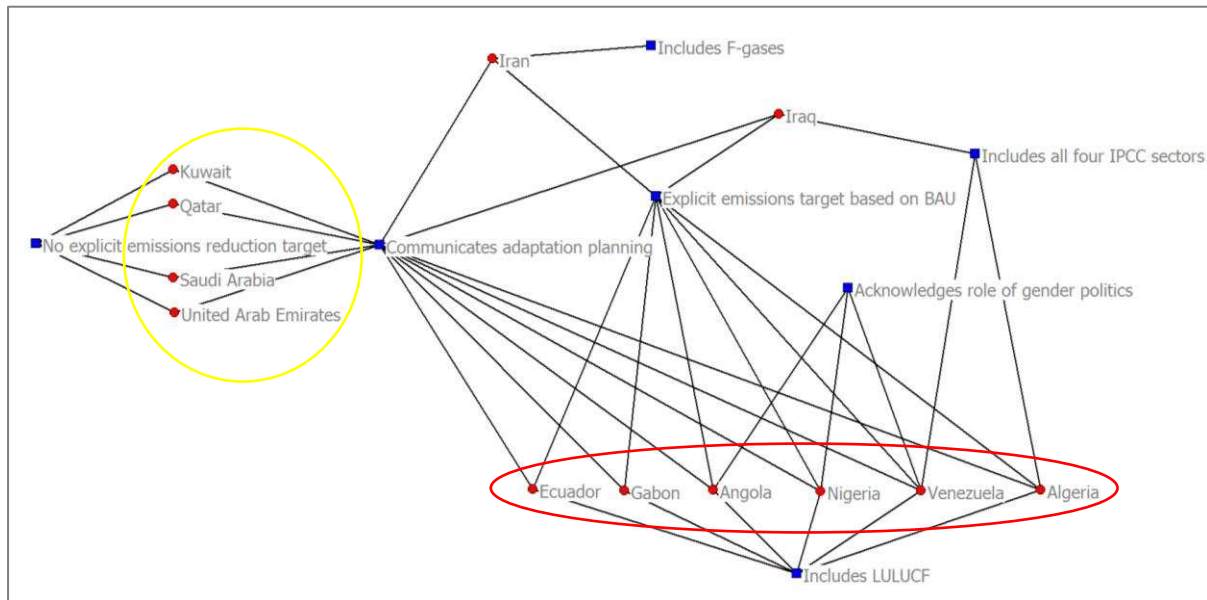 Includes F-gases
Iran
Iraq
Includes all four IPCC sectors
Kuwait
Qatar
Explicit emissions target based on BAU
No explicit emissions reduction target
Communicates adaptation planning
Saudi Arabia
Acknowledges role of gender politics
United Arab Emirates
Ecuador
Gabon
Angola
Nigeria
Venezuela
Algeria
Includes LULUCF